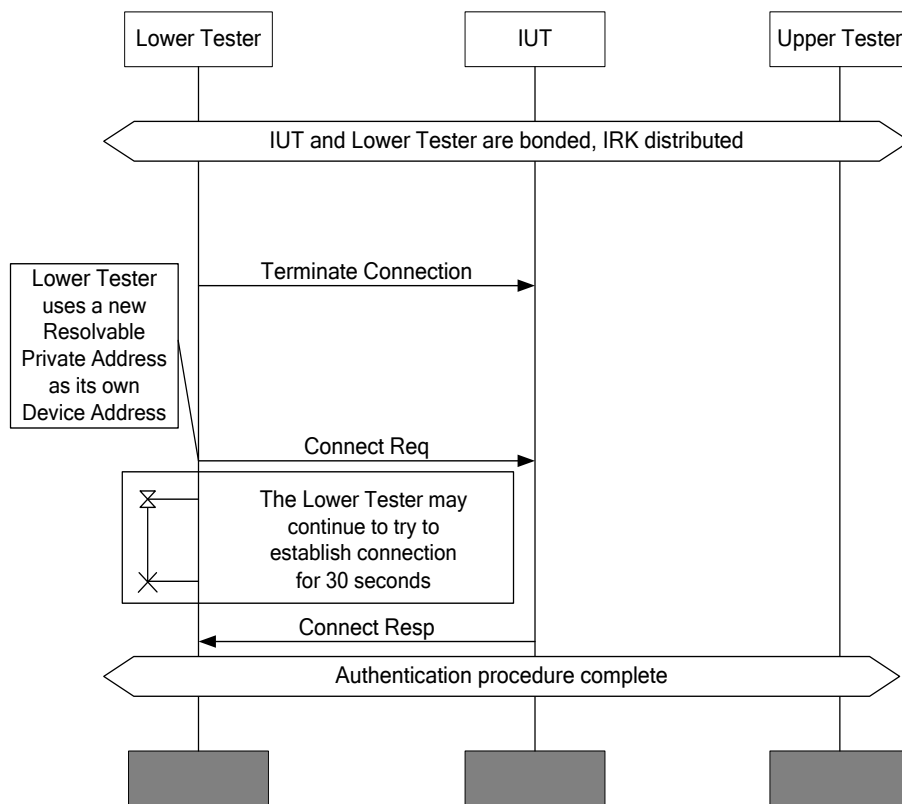 Lower Tester
IUT
Upper Tester
IUT and Lower Tester are bonded, IRK distributed
Terminate Connection
Lower Tester
uses a new
Resolvable
Private Address
as its own
Device Address
Connect Req
The Lower Tester may
continue to try to
establish connection
for 30 seconds
Connect Resp
Authentication procedure complete